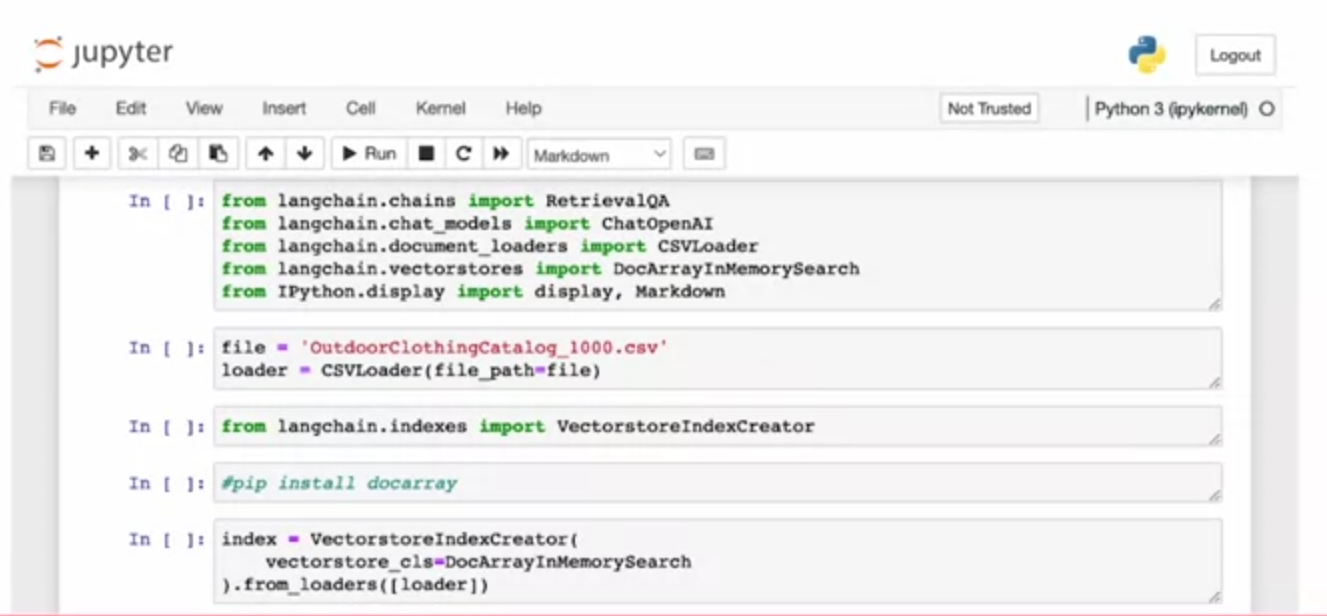 jupyter
Logout
File Edit View Insert Cell Kernel Help Not Trusted Python 3 (ipykernel)
Run Markdown
In [ ]: from langchain.chains import RetrievalQA
from langchain.chat_models import ChatOpenAI
from langchain.document_loaders import CSVLoader
from langchain.vectorstores import DocArrayInMemorySearch
from IPython.display import display, Markdown
In [ ]: file = 'OutdoorClothingCatalog_1000.csv'
loader = CSVLoader(file_path=file)
In [ ]: from langchain.indexes import VectorstoreIndexCreator
In [ ]: #pip install docarray
In [ ]: index = VectorstoreIndexCreator(
    vectorstore_cls=DocArrayInMemorySearch
).from_loaders([loader])